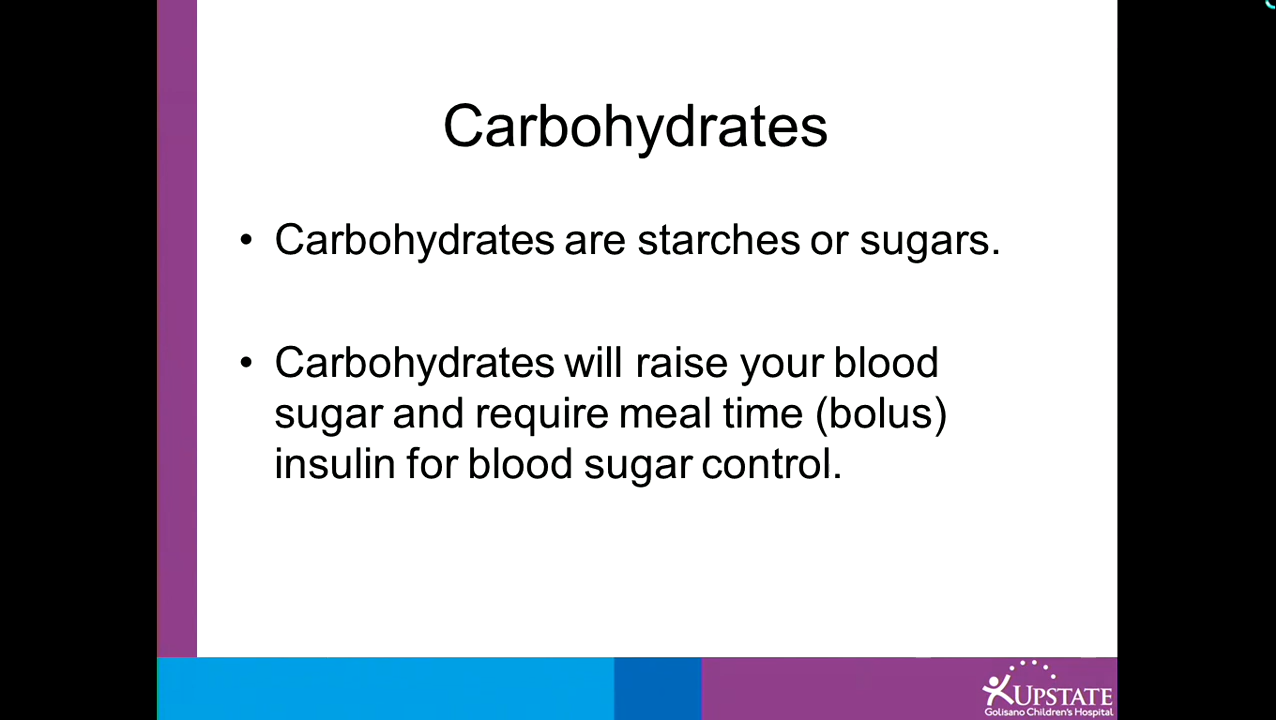 Carbohydrates
• Carbohydrates are starches or sugars.
• Carbohydrates will raise your blood
sugar and require meal time (bolus)
insulin for blood sugar control.
UPSTATE
Golisano Children's Hospital